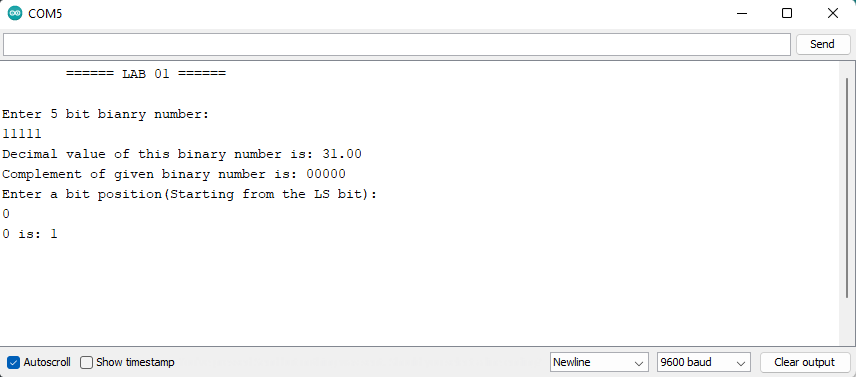 COM5
Send
====== LAB 01 ======
Enter 5 bit bianry number:
11111
Decimal value of this binary number is: 31.00
Complement of given binary number is: 00000
Enter a bit position(Starting from the LS bit):
0
0 is: 1
Autoscroll Show timestamp Newline 9600 baud Clear output